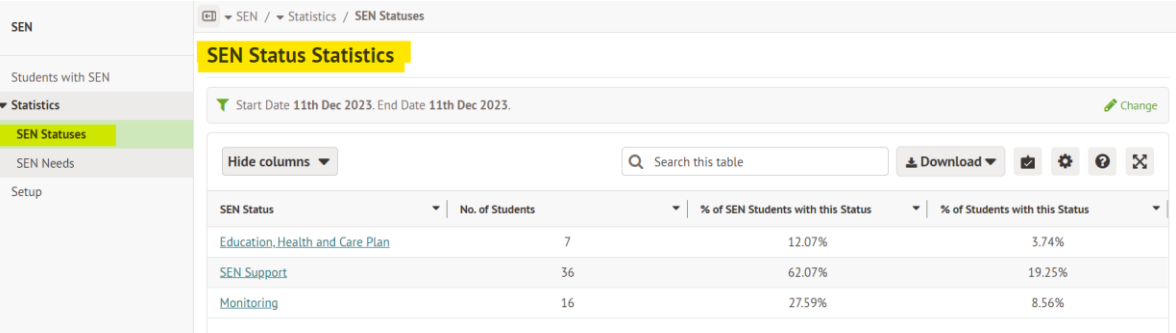 SEN
Students with SEN
Statistics
SEN Statuses
SEN Needs
Setup
SEN / Statistics / SEN Statuses
SEN Status Statistics
Start Date 11th Dec 2023. End Date 11th Dec 2023.
Change
Hide columns
Search this table
Download
SEN Status No. of Students % of SEN Students with this Status % of Students with this Status
Education, Health and Care Plan 7 12.07% 3.74%
SEN Support 36 62.07% 19.25%
Monitoring 16 27.59% 8.56%